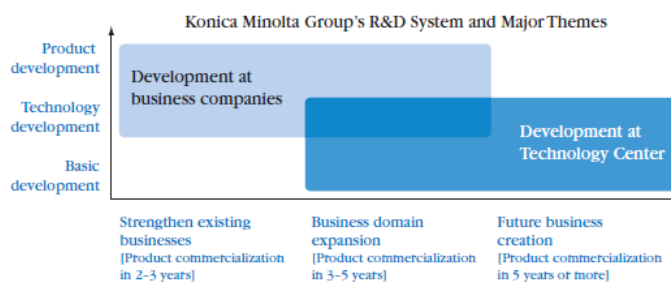 Konica Minolta Group's R&D System and Major Themes
Product
development
Technology
development
Basic
development
Development at
business companies
Development at
Technology Center
Strengthen existing
businesses
[Product commercialization
in 2–3 years]
Business domain
expansion
[Product commercialization
in 3–5 years]
Future business
creation
[Product commercialization
in 5 years or more]